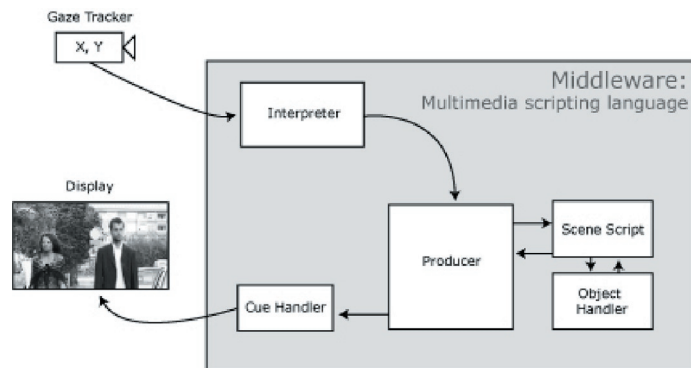 Gaze Tracker
X, Y
Middleware:
Multimedia scripting language
Interpreter
Display
Scene Script
Producer
Object
Handler
Cue Handler